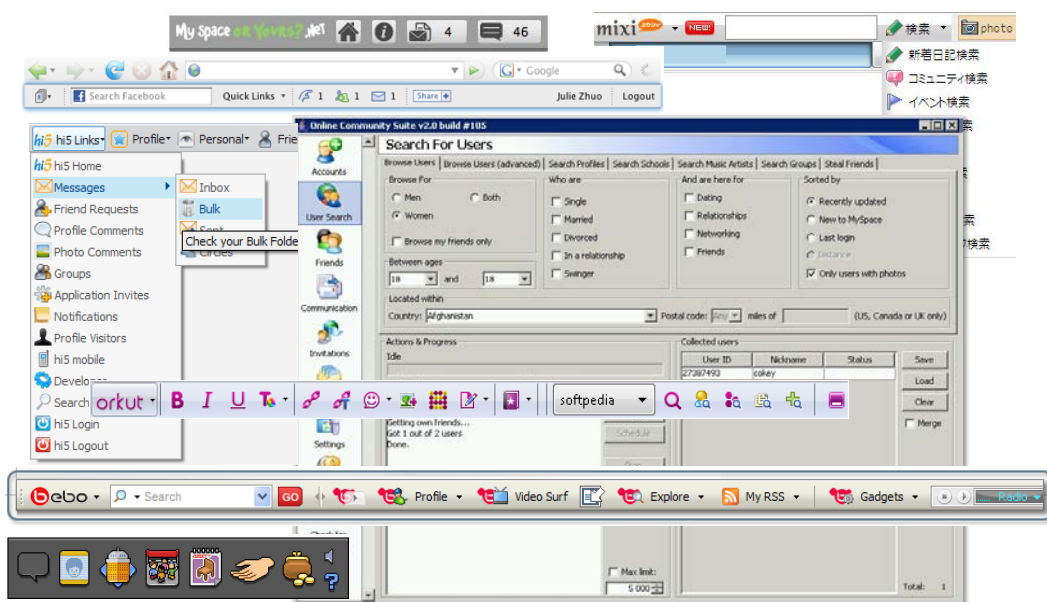 My Space on Yours?.Net 4 46
mixi NEW! 検索 photo
新着日記検索
コミュニティ検索
イベント検索
索
索
検索
G Google
Search Facebook Quick Links 1 1 1 Share + Julie Zhuo Logout
hi5 hi5 Links Profile Personal Frie
hi5 hi5 Home
Messages
Friend Requests
Profile Comments
Photo Comments
Groups
Application Invites
Notifications
Profile Visitors
hi5 mobile
Develo
Search
hi5 Login
hi5 Logout
Inbox
Bulk
Sent
Circles
Check your Bulk Folde
Online Community Suite v2.0 build #105
Accounts
User Search
Friends
Communication
Invitations
Settings
Search For Users
Browse Users Browse Users (advanced) Search Profiles Search Schools Search Music Artists Search Groups Steal Friends
Browse For
Men Both
Women
Browse my friends only
Between ages
18 and 18
Who are
Single
Married
Divorced
In a relationship
Swinger
And are here for
Dating
Relationships
Networking
Friends
Sorted by
Recently updated
New to MySpace
Last login
Distance
Only users with photos
Located within
Country: Afghanistan Postal code: Any miles of (US, Canada or UK only)
Actions & Progress
Idle
Collected users
User ID Nickname Status
27387493 cokey
Save
Load
Clear
Merge
orkut B I U T softpedia
Getting own friends...
Got 1 out of 2 users
Done.
Schedule
bebo Search GO Profile Video Surf Explore My RSS Gadgets Radio
?
Max limit:
5 000
Total: 1